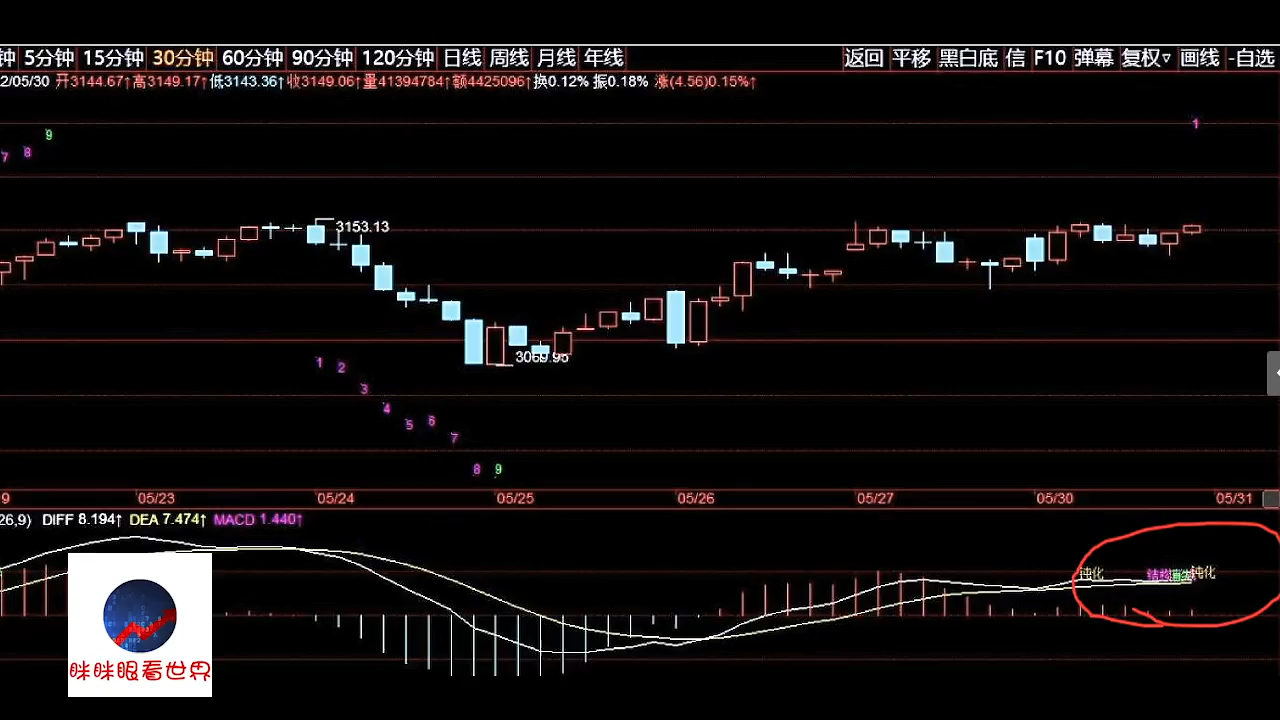 钟 5分钟 15分钟 30分钟 60分钟 90分钟 120分钟 日线 周线 月线 年线 返回 平移 黑白底 信 F10 弹幕 复权▿ 画线 -自选
2/05/30 开3144.67↑高3149.17↑低3143.36↑收3149.06↑量41394784↑额4425096↑换0.12% 振0.18% 涨(4.56)0.15%↑
1
9
8
7
3153.13
3069.95
1 2
3
4
5 6
7
8 9
9 05/23 05/24 05/25 05/26 05/27 05/30 05/31
26,9) DIFF 8.194↑ DEA 7.474↑ MACD 1.440↑
钝化 结构 钝化
眯眯眼看世界